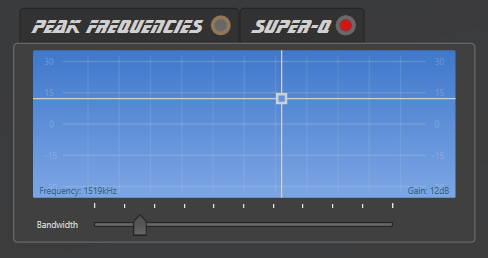 PEAK FREQUENCIES SUPER-Q
30 30
15 15
0 0
-15 -15
Frequency: 1519kHz Gain: 12dB
Bandwidth